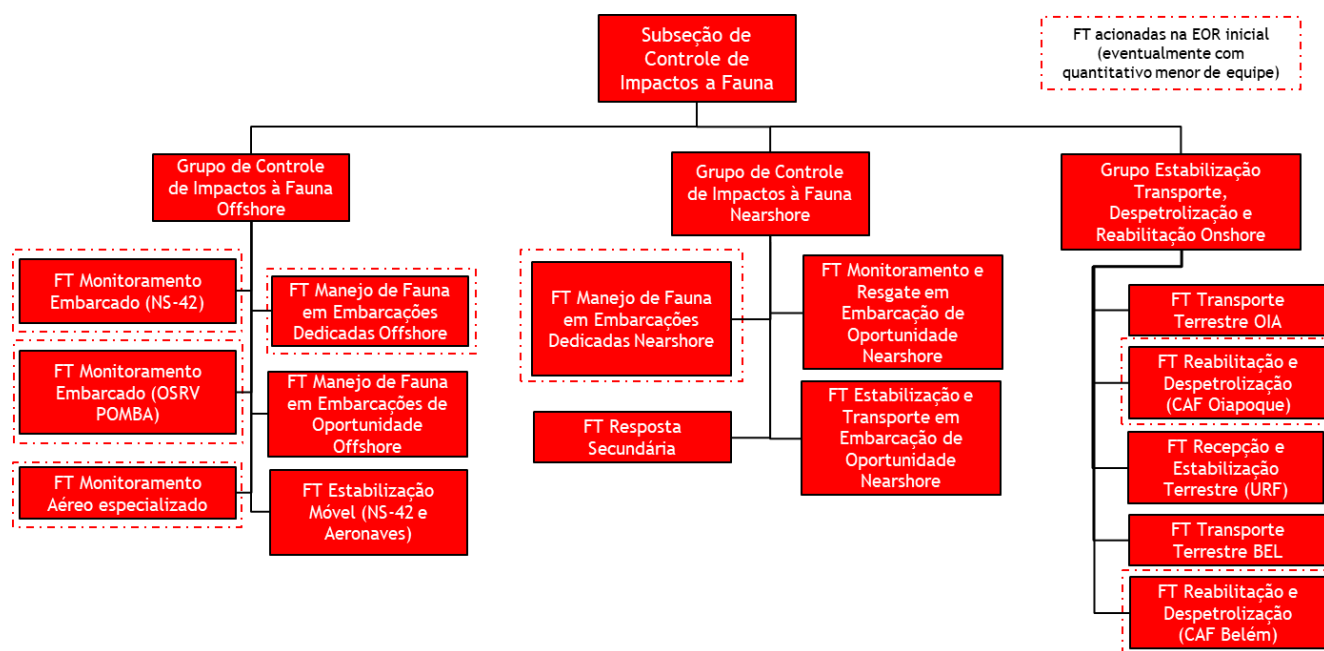 Subseção de
Controle de
Impactos a Fauna
FT acionadas na EOR inicial
(eventualmente com
quantitativo menor de equipe)
Grupo de Controle
de Impactos à Fauna
Offshore
FT Monitoramento
Embarcado (NS-42)
FT Monitoramento
Embarcado (OSRV
POMBA)
FT Monitoramento
Aéreo especializado
FT Manejo de Fauna
em Embarcações
Dedicadas Offshore
FT Manejo de Fauna
em Embarcações de
Oportunidade
Offshore
FT Estabilização
Móvel (NS-42 e
Aeronaves)
Grupo de Controle
de Impactos à Fauna
Nearshore
FT Manejo de Fauna
em Embarcações
Dedicadas Nearshore
FT Resposta
Secundária
FT Monitoramento e
Resgate em
Embarcação de
Oportunidade
Nearshore
FT Estabilização e
Transporte em
Embarcação de
Oportunidade
Nearshore
Grupo Estabilização
Transporte,
Despetrolização e
Reabilitação Onshore
FT Transporte
Terrestre OIA
FT Reabilitação e
Despetrolização
(CAF Oiapoque)
FT Recepção e
Estabilização
Terrestre (URF)
FT Transporte
Terrestre BEL
FT Reabilitação e
Despetrolização
(CAF Belém)